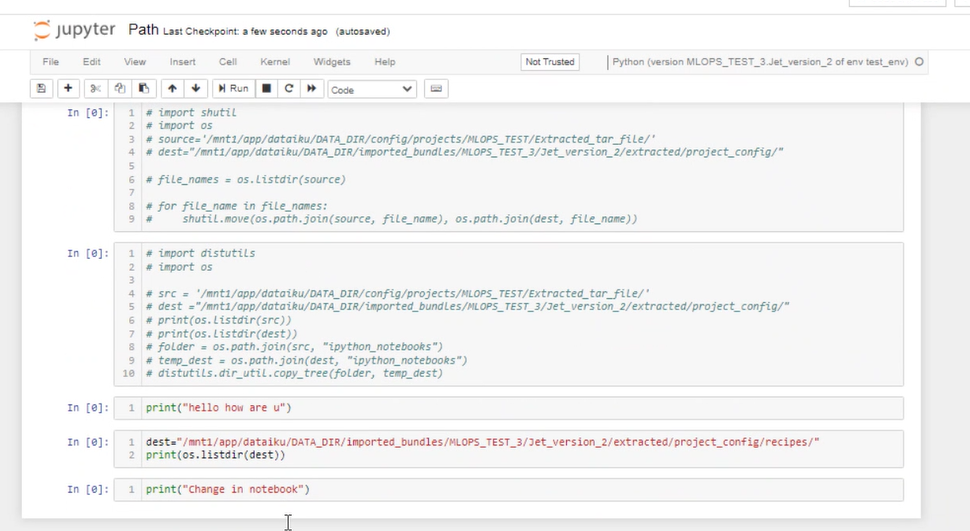 jupyter Path Last Checkpoint: a few seconds ago (autosaved)
File Edit View Insert Cell Kernel Widgets Help Not Trusted Python (version MLOPS_TEST_3.Jet_version_2 of env test_env)
Run Code
In [0]: 1 # import shutil
2 # import os
3 # source='/mnt1/app/dataiku/DATA_DIR/config/projects/MLOPS_TEST/Extracted_tar_file/'
4 # dest="/mnt1/app/dataiku/DATA_DIR/imported_bundles/MLOPS_TEST_3/Jet_version_2/extracted/project_config/"
5
6 # file_names = os.listdir(source)
7
8 # for file_name in file_names:
9 #     shutil.move(os.path.join(source, file_name), os.path.join(dest, file_name))
In [0]: 1 # import distutils
2 # import os
3
4 # src = '/mnt1/app/dataiku/DATA_DIR/config/projects/MLOPS_TEST/Extracted_tar_file/'
5 # dest ="/mnt1/app/dataiku/DATA_DIR/imported_bundles/MLOPS_TEST_3/Jet_version_2/extracted/project_config/"
6 # print(os.listdir(src))
7 # print(os.listdir(dest))
8 # folder = os.path.join(src, "ipython_notebooks")
9 # temp_dest = os.path.join(dest, "ipython_notebooks")
10 # distutils.dir_util.copy_tree(folder, temp_dest)
In [0]: 1 print("hello how are u")
In [0]: 1 dest="/mnt1/app/dataiku/DATA_DIR/imported_bundles/MLOPS_TEST_3/Jet_version_2/extracted/project_config/recipes/"
2 print(os.listdir(dest))
In [0]: 1 print("Change in notebook")